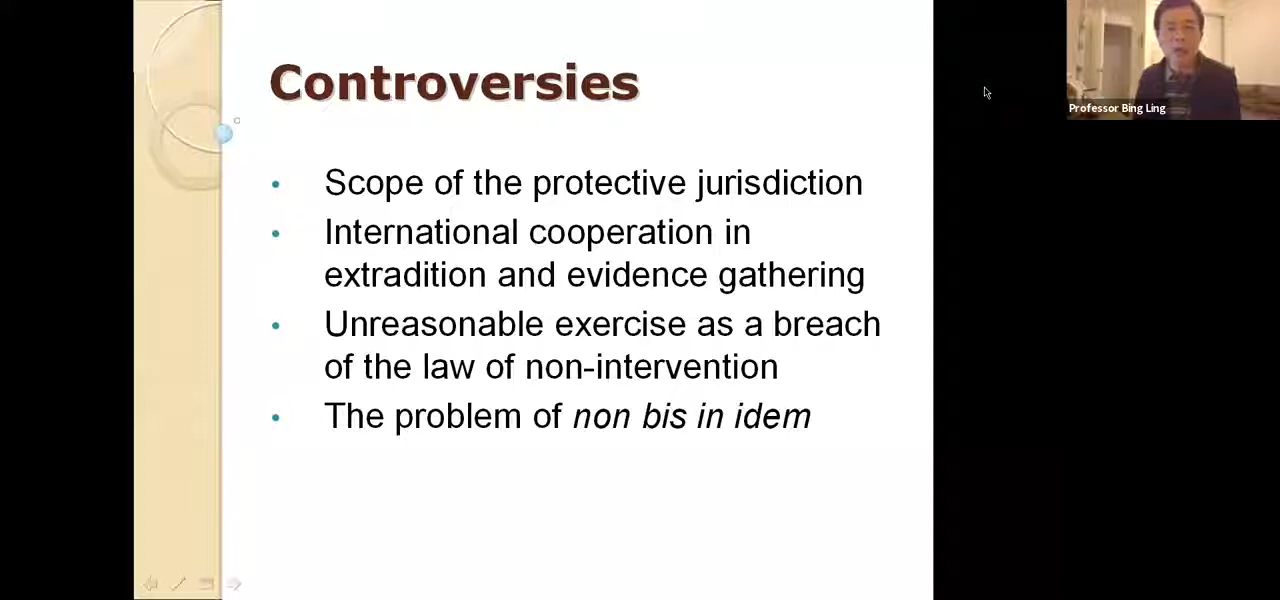 Controversies
Professor Bing Ling
• Scope of the protective jurisdiction
• International cooperation in
extradition and evidence gathering
• Unreasonable exercise as a breach
of the law of non-intervention
• The problem of non bis in idem